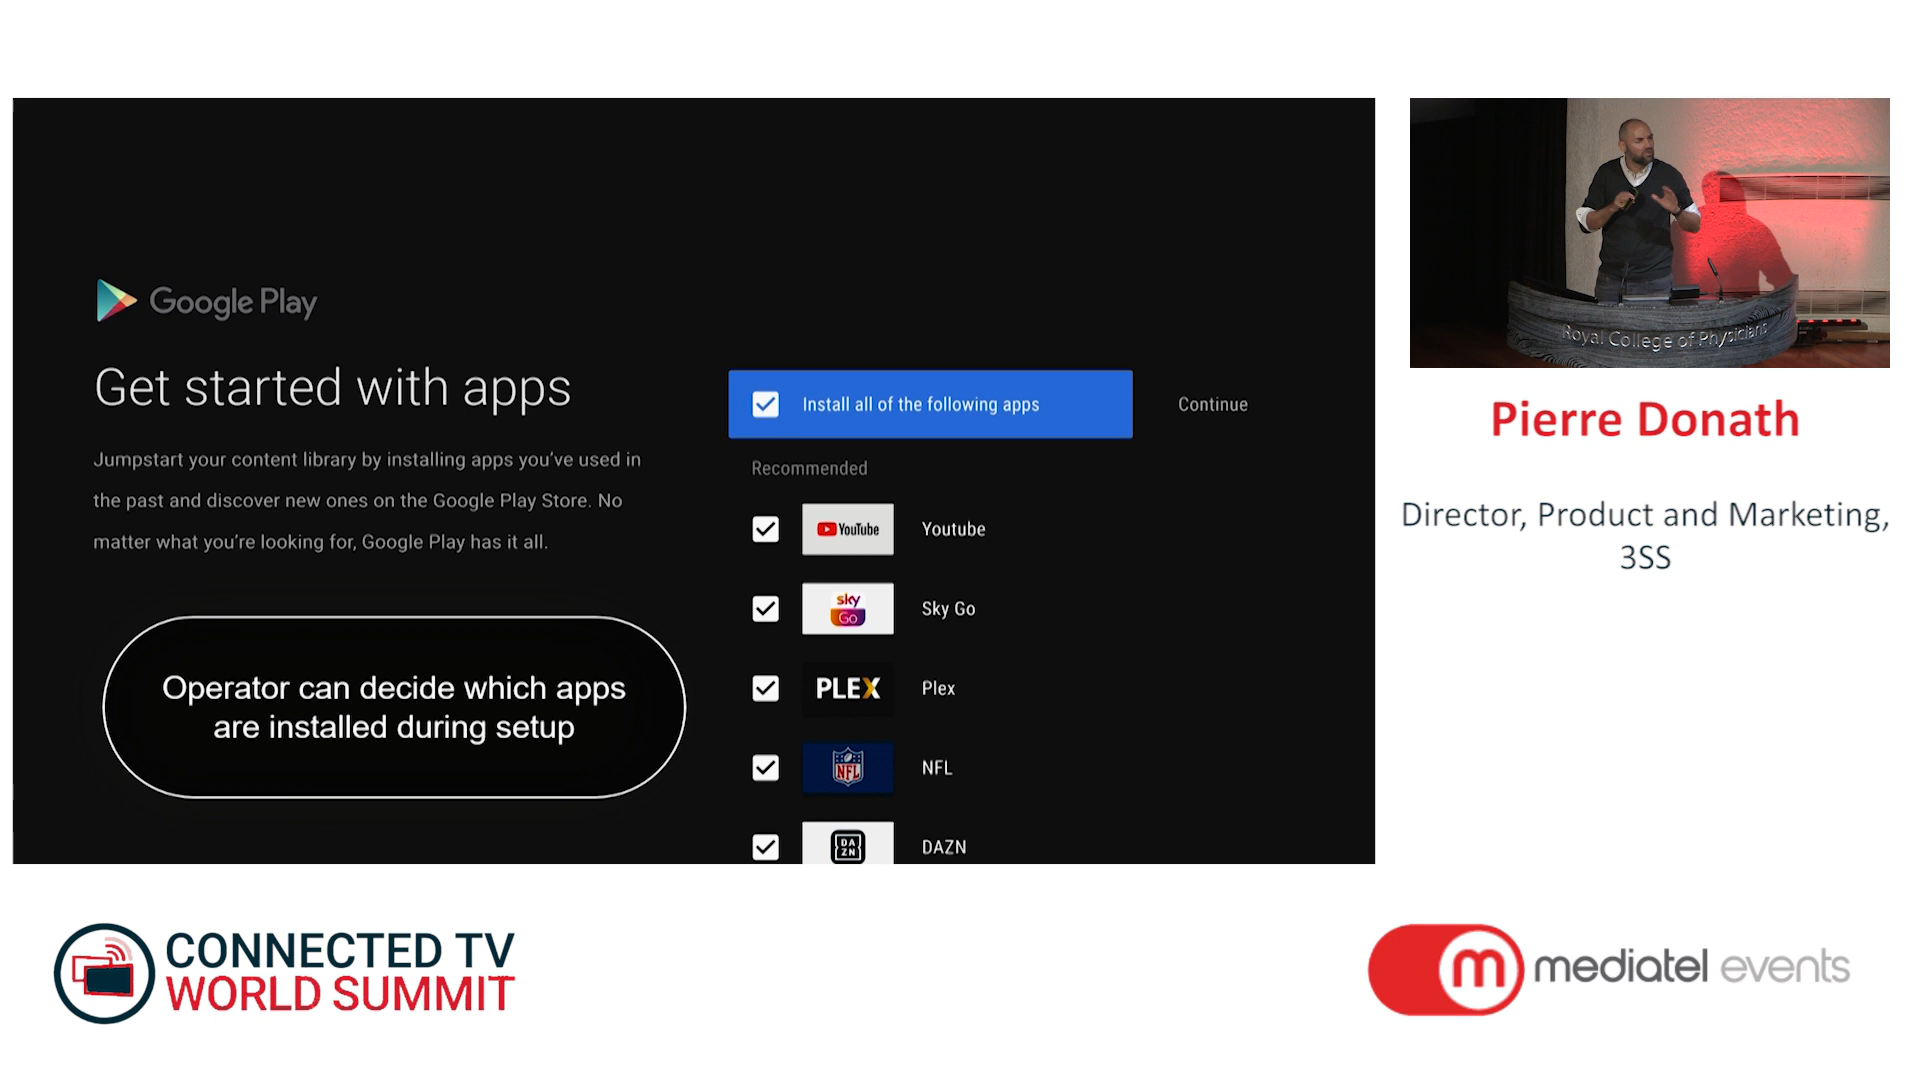 Google Play
Get started with apps
Jumpstart your content library by installing apps you've used in
the past and discover new ones on the Google Play Store. No
matter what you're looking for, Google Play has it all.
Operator can decide which apps
are installed during setup
Install all of the following apps
Continue
Recommended
YouTube
Youtube
sky
Go
Sky Go
PLEX
Plex
NFL
NFL
DA
ZN
DAZN
Royal College of Physicians
Pierre Donath
Director, Product and Marketing,
3SS
CONNECTED TV
WORLD SUMMIT
m mediatel events